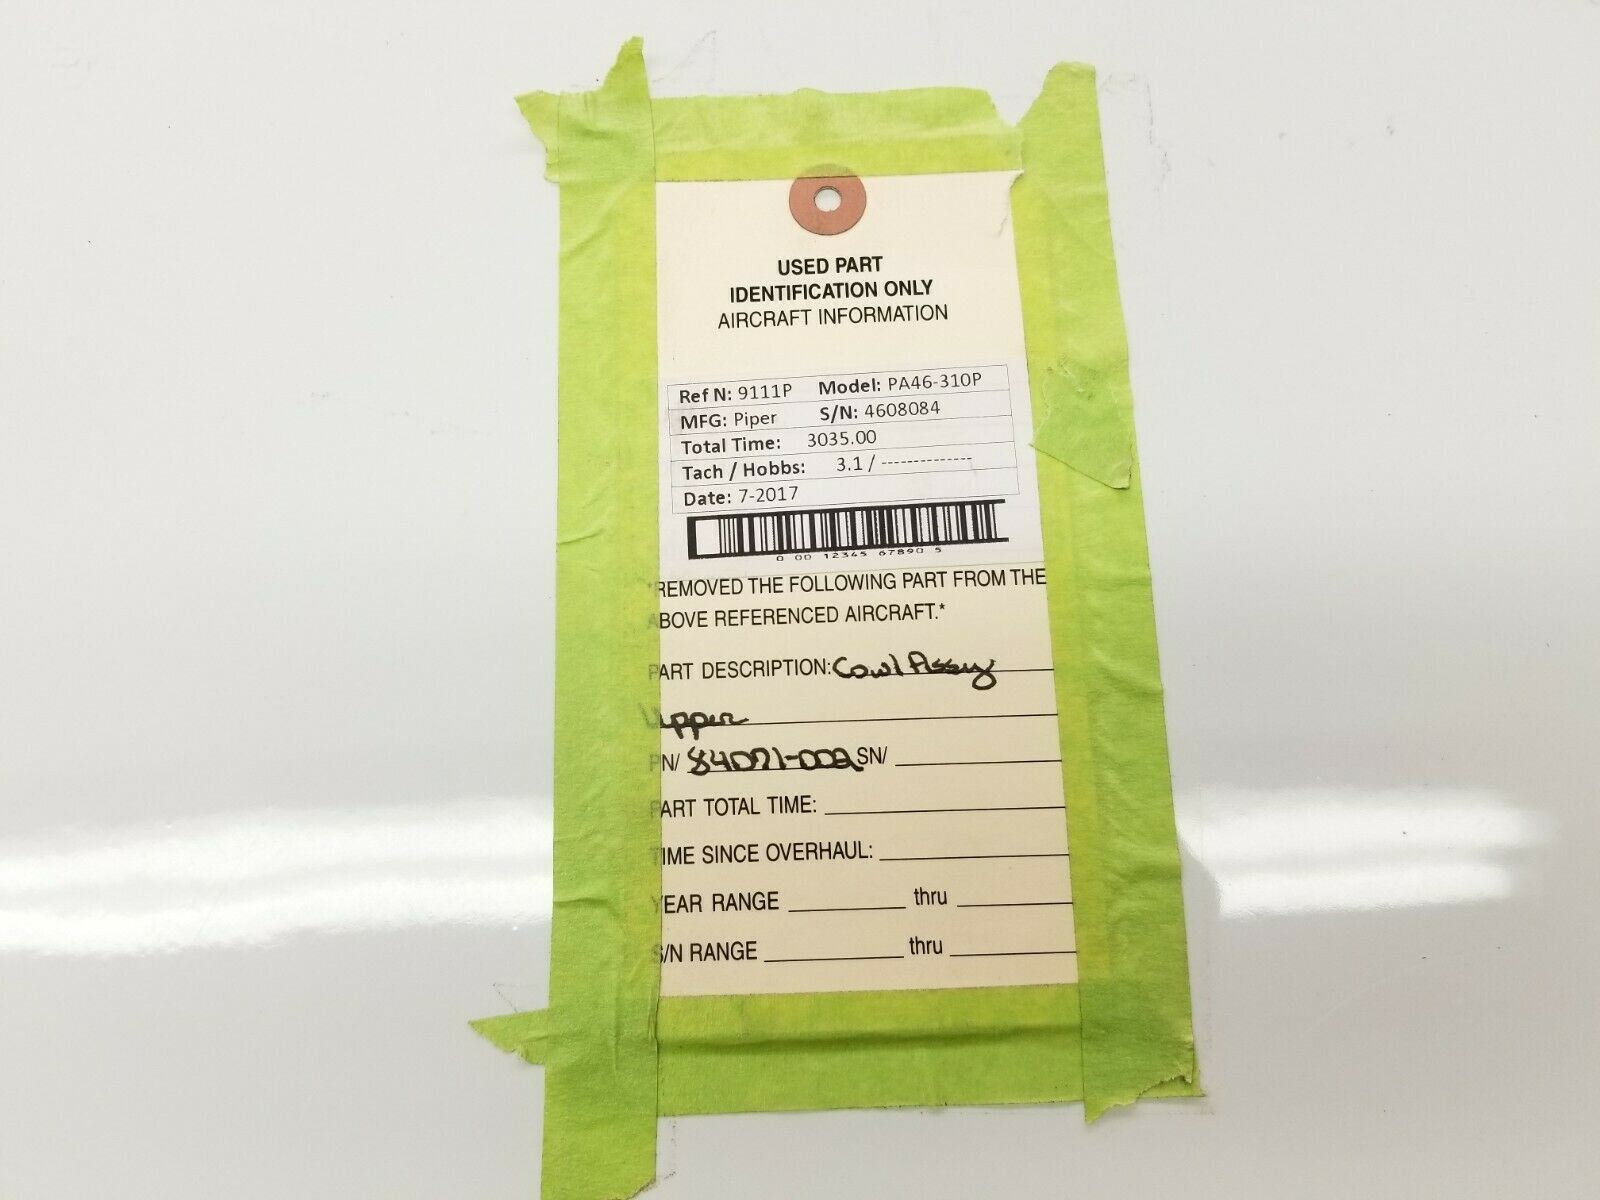 USED PART
IDENTIFICATION ONLY
AIRCRAFT INFORMATION
Ref N: 9111P Model: PA46-310P
MFG: Piper S/N: 4608084
Total Time: 3035.00
Tach / Hobbs: 3.1 / --------------
Date: 7-2017
0 00 12345 67890 5
*REMOVED THE FOLLOWING PART FROM THE
ABOVE REFERENCED AIRCRAFT.*
PART DESCRIPTION: Cowl Assy
Upper
PN/ 84071-002 SN/
PART TOTAL TIME:
TIME SINCE OVERHAUL:
YEAR RANGE thru
S/N RANGE thru